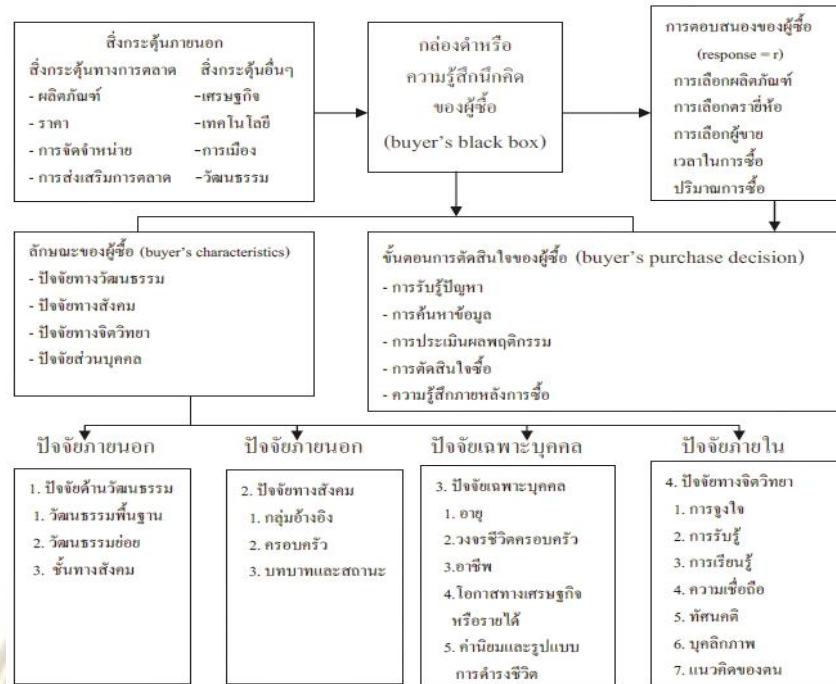 สิ่งกระตุ้นภายนอก
สิ่งกระตุ้นทางการตลาด สิ่งกระตุ้นอื่นๆ
- ผลิตภัณฑ์ -เศรษฐกิจ
- ราคา -เทคโนโลยี
- การจัดจำหน่าย -การเมือง
- การส่งเสริมการตลาด -วัฒนธรรม
กล่องดำหรือ
ความรู้สึกนึกคิด
ของผู้ซื้อ
(buyer's black box)
การตอบสนองของผู้ซื้อ
(response = r)
การเลือกผลิตภัณฑ์
การเลือกตรายี่ห้อ
การเลือกผู้ขาย
เวลาในการซื้อ
ปริมาณการซื้อ
ลักษณะของผู้ซื้อ (buyer's characteristics)
- ปัจจัยทางวัฒนธรรม
- ปัจจัยทางสังคม
- ปัจจัยทางจิตวิทยา
- ปัจจัยส่วนบุคคล
ขั้นตอนการตัดสินใจของผู้ซื้อ (buyer's purchase decision)
- การรับรู้ปัญหา
- การค้นหาข้อมูล
- การประเมินผลพฤติกรรม
- การตัดสินใจซื้อ
- ความรู้สึกภายหลังการซื้อ
ปัจจัยภายนอก
1. ปัจจัยด้านวัฒนธรรม
1. วัฒนธรรมพื้นฐาน
2. วัฒนธรรมย่อย
3. ชั้นทางสังคม
ปัจจัยภายนอก
2. ปัจจัยทางสังคม
1. กลุ่มอ้างอิง
2. ครอบครัว
3. บทบาทและสถานะ
ปัจจัยเฉพาะบุคคล
3. ปัจจัยเฉพาะบุคคล
1. อายุ
2.วงจรชีวิตครอบครัว
3.อาชีพ
4.โอกาสทางเศรษฐกิจ
หรือรายได้
5. ค่านิยมและรูปแบบ
การดำรงชีวิต
ปัจจัยภายใน
4. ปัจจัยทางจิตวิทยา
1. การจูงใจ
2. การรับรู้
3. การเรียนรู้
4. ความเชื่อถือ
5. ทัศนคติ
6. บุคลิกภาพ
7. แนวคิดของตน